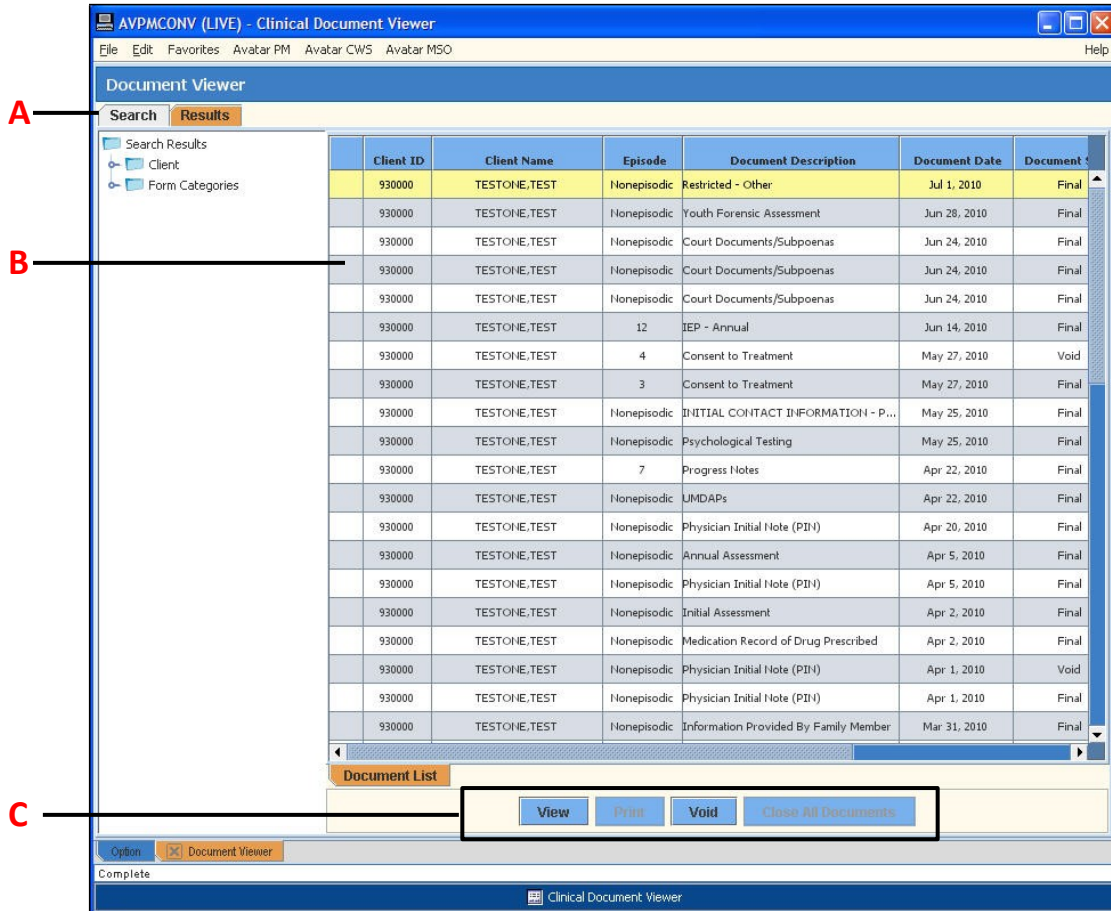 AVPMCONV (LIVE) - Clinical Document Viewer
File Edit Favorites Avatar PM Avatar CWS Avatar MSO Help
Document Viewer
A
Search Results
Search Results
Client
Form Categories
Client ID Client Name Episode Document Description Document Date Document S
930000 TESTONE,TEST Nonepisodic Restricted - Other Jul 1, 2010 Final
930000 TESTONE,TEST Nonepisodic Youth Forensic Assessment Jun 28, 2010 Final
930000 TESTONE,TEST Nonepisodic Court Documents/Subpoenas Jun 24, 2010 Final
B
930000 TESTONE,TEST Nonepisodic Court Documents/Subpoenas Jun 24, 2010 Final
930000 TESTONE,TEST Nonepisodic Court Documents/Subpoenas Jun 24, 2010 Final
930000 TESTONE,TEST 12 IEP - Annual Jun 14, 2010 Final
930000 TESTONE,TEST 4 Consent to Treatment May 27, 2010 Void
930000 TESTONE,TEST 3 Consent to Treatment May 27, 2010 Final
930000 TESTONE,TEST Nonepisodic INITIAL CONTACT INFORMATION - P... May 25, 2010 Final
930000 TESTONE,TEST Nonepisodic Psychological Testing May 25, 2010 Final
930000 TESTONE,TEST 7 Progress Notes Apr 22, 2010 Final
930000 TESTONE,TEST Nonepisodic UMDAPs Apr 22, 2010 Final
930000 TESTONE,TEST Nonepisodic Physician Initial Note (PIN) Apr 20, 2010 Final
930000 TESTONE,TEST Nonepisodic Annual Assessment Apr 5, 2010 Final
930000 TESTONE,TEST Nonepisodic Physician Initial Note (PIN) Apr 5, 2010 Final
930000 TESTONE,TEST Nonepisodic Initial Assessment Apr 2, 2010 Final
930000 TESTONE,TEST Nonepisodic Medication Record of Drug Prescribed Apr 2, 2010 Final
930000 TESTONE,TEST Nonepisodic Physician Initial Note (PIN) Apr 1, 2010 Void
930000 TESTONE,TEST Nonepisodic Physician Initial Note (PIN) Apr 1, 2010 Final
930000 TESTONE,TEST Nonepisodic Information Provided By Family Member Mar 31, 2010 Final
Document List
C
View Print Void Close All Documents
Option Document Viewer
Complete
Clinical Document Viewer